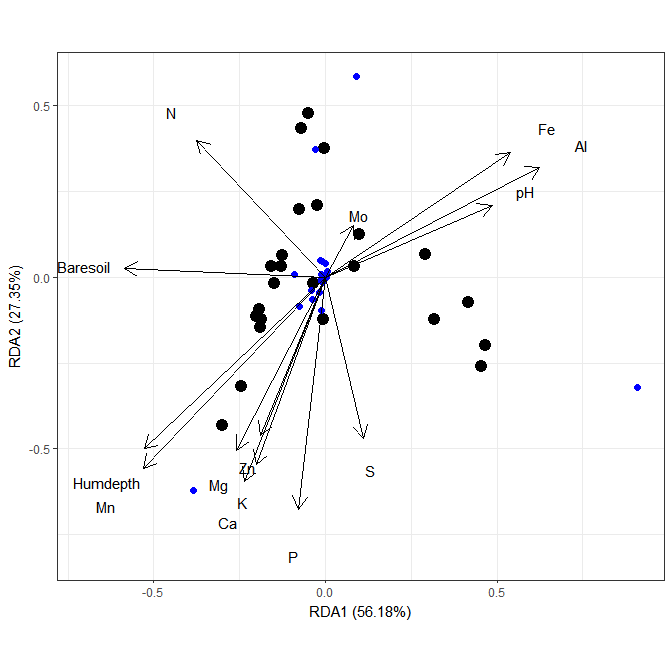 N
Fe
Al
pH
Mo
Baresoil
S
Zn
Humdepth
Mg
K
Mn
Ca
P
0.5
0.0
-0.5
-0.5
0.0
0.5
RDA2 (27.35%)
RDA1 (56.18%)